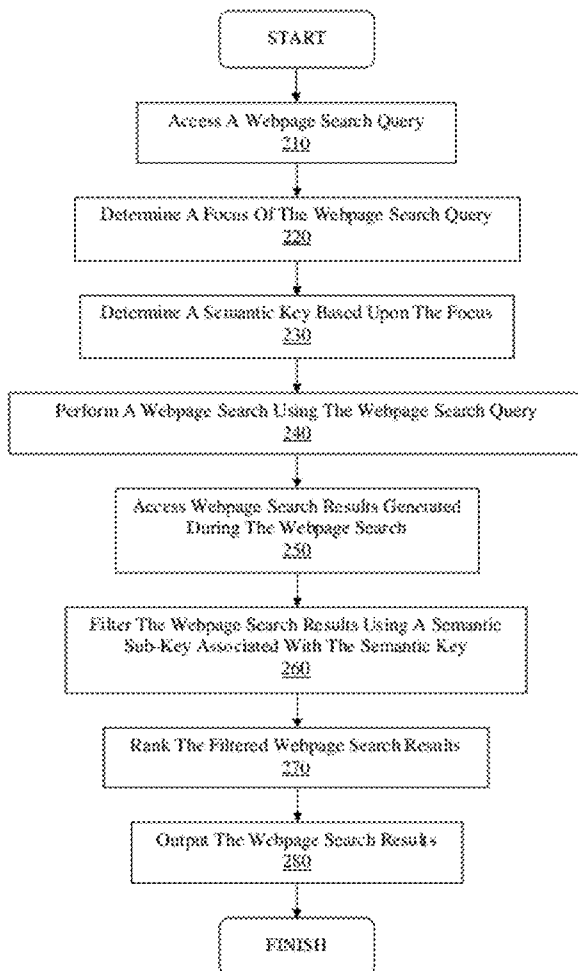 START
Access A Webpage Search Query
210
Determine A Focus Of The Webpage Search Query
220
Determine A Semantic Key Based Upon The Focus
230
Perform A Webpage Search Using The Webpage Search Query
240
Access Webpage Search Results Generated
During The Webpage Search
250
Filter The Webpage Search Results Using A Semantic
Sub-Key Associated With The Semantic Key
260
Rank The Filtered Webpage Search Results
270
Output The Webpage Search Results
280
FINISH